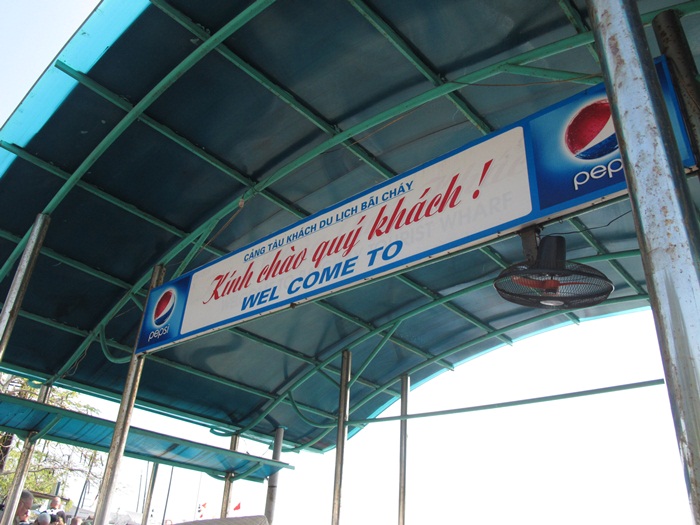 CẢNG TÀU KHÁCH DU LỊCH BÃI CHÁY
Kính chào quý khách !
WEL COME TO
pepsi
pepsi